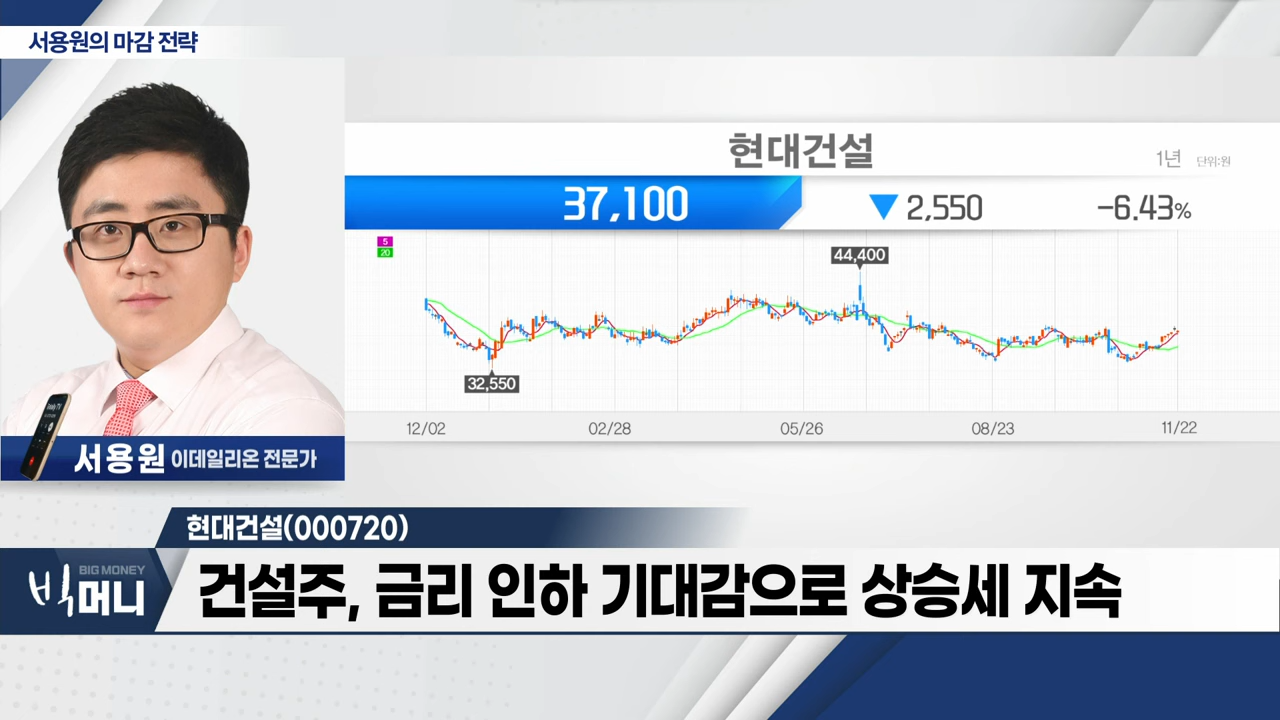 서용원의 마감 전략
현대건설
1년 단위:원
37,100 ▼ 2,550 -6.43%
5
20
44,400
32,550
12/02 02/28 05/26 08/23 11/22
서용원 이데일리온 전문가
현대건설(000720)
BIG MONEY
빅머니
건설주, 금리 인하 기대감으로 상승세 지속